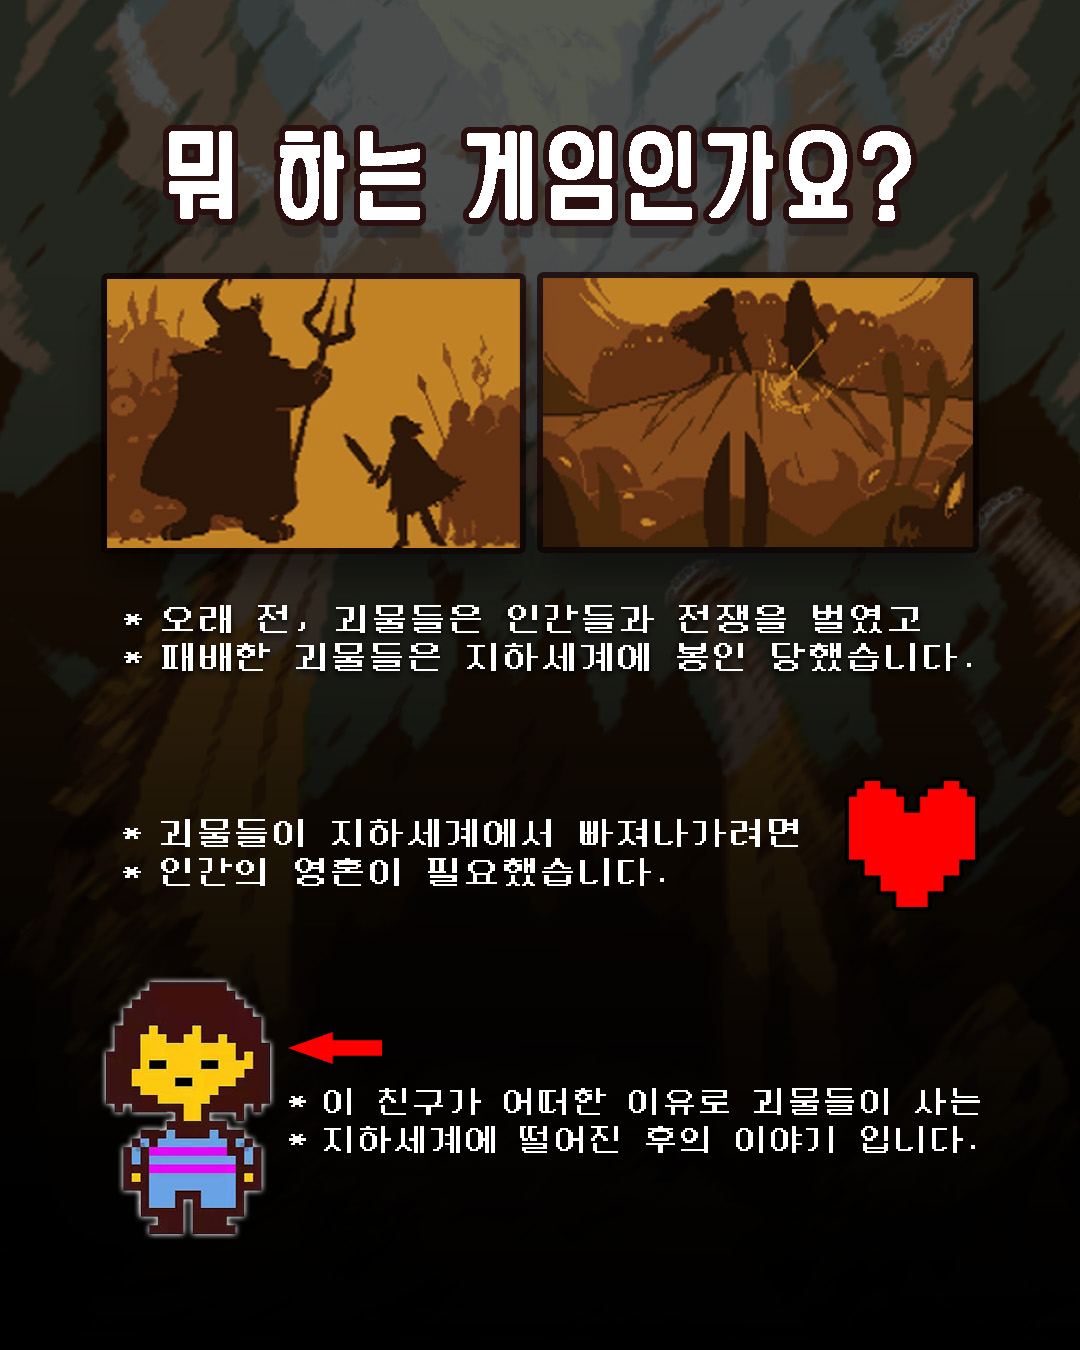 뭐 하는 게임인가요?
* 오래 전, 괴물들은 인간들과 전쟁을 벌였고
* 패배한 괴물들은 지하세계에 봉인 당했습니다.
* 괴물들이 지하세계에서 빠져나가려면
* 인간의 영혼이 필요했습니다.
* 이 친구가 어떠한 이유로 괴물들이 사는
* 지하세계에 떨어진 후의 이야기 입니다.